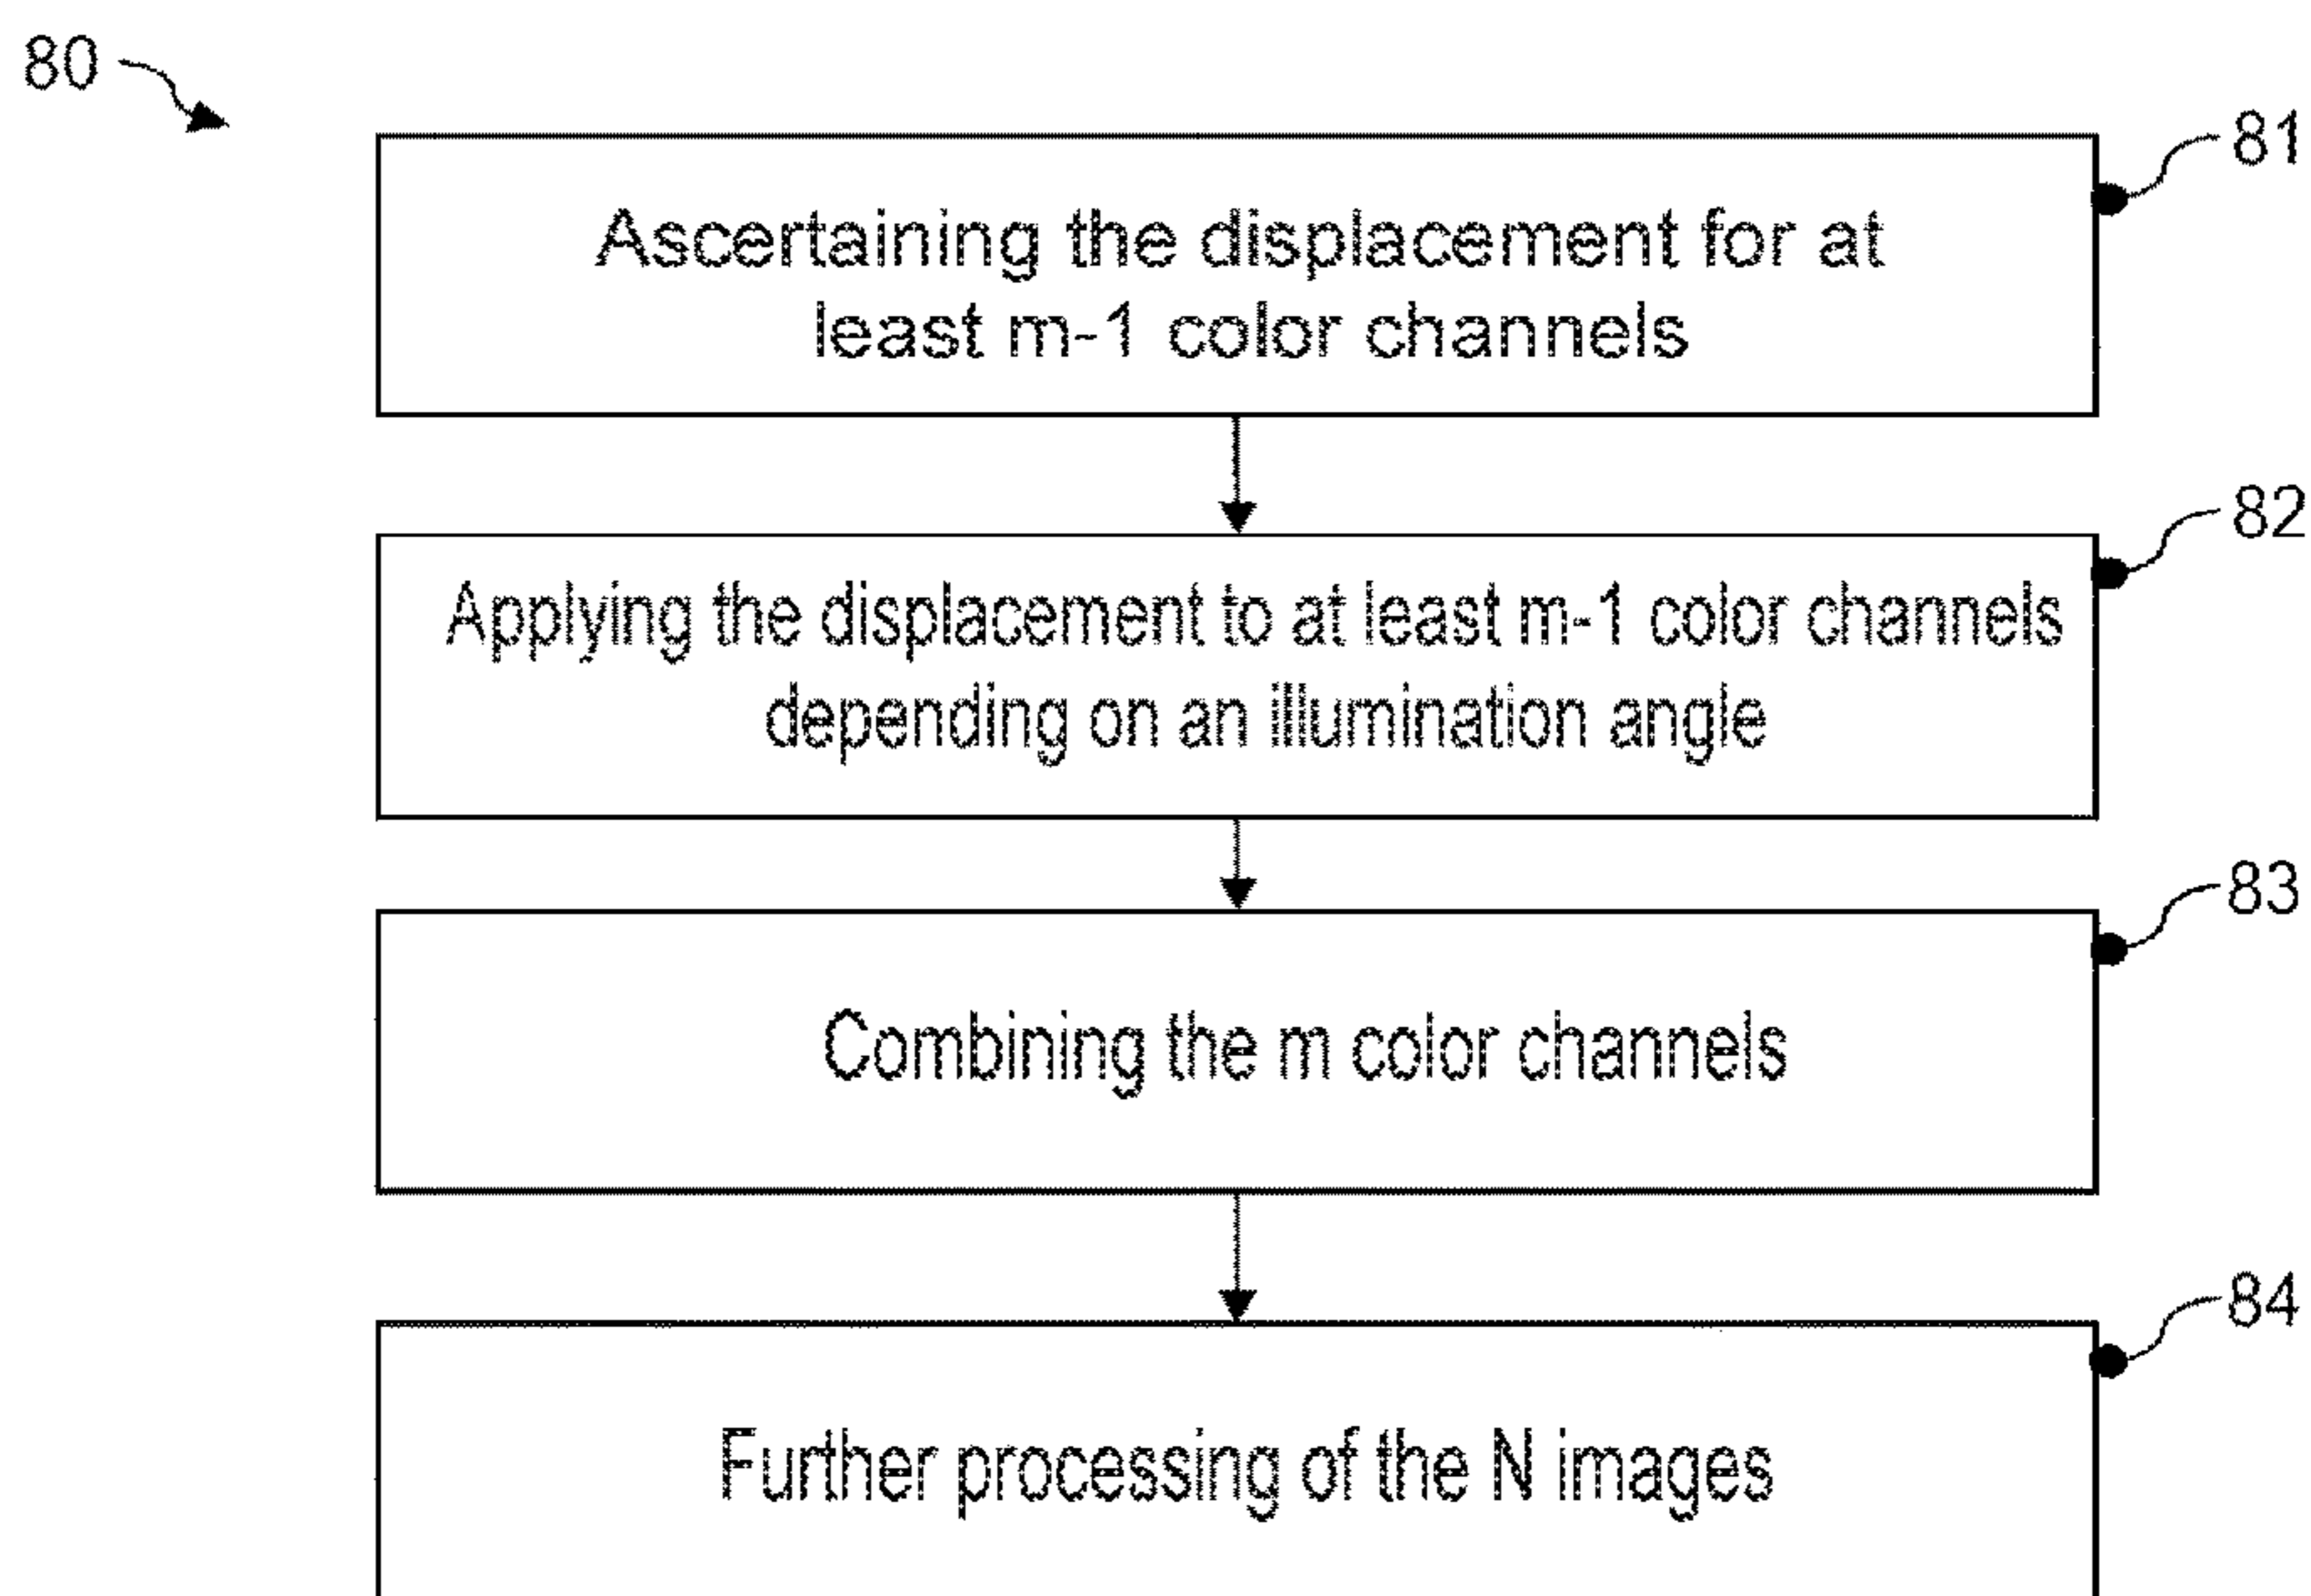 80
81
Ascertaining the displacement for at
least m-1 color channels
82
Applying the displacement to at least m-1 color channels
depending on an illumination angle
83
Combining the m color channels
84
Further processing of the N images